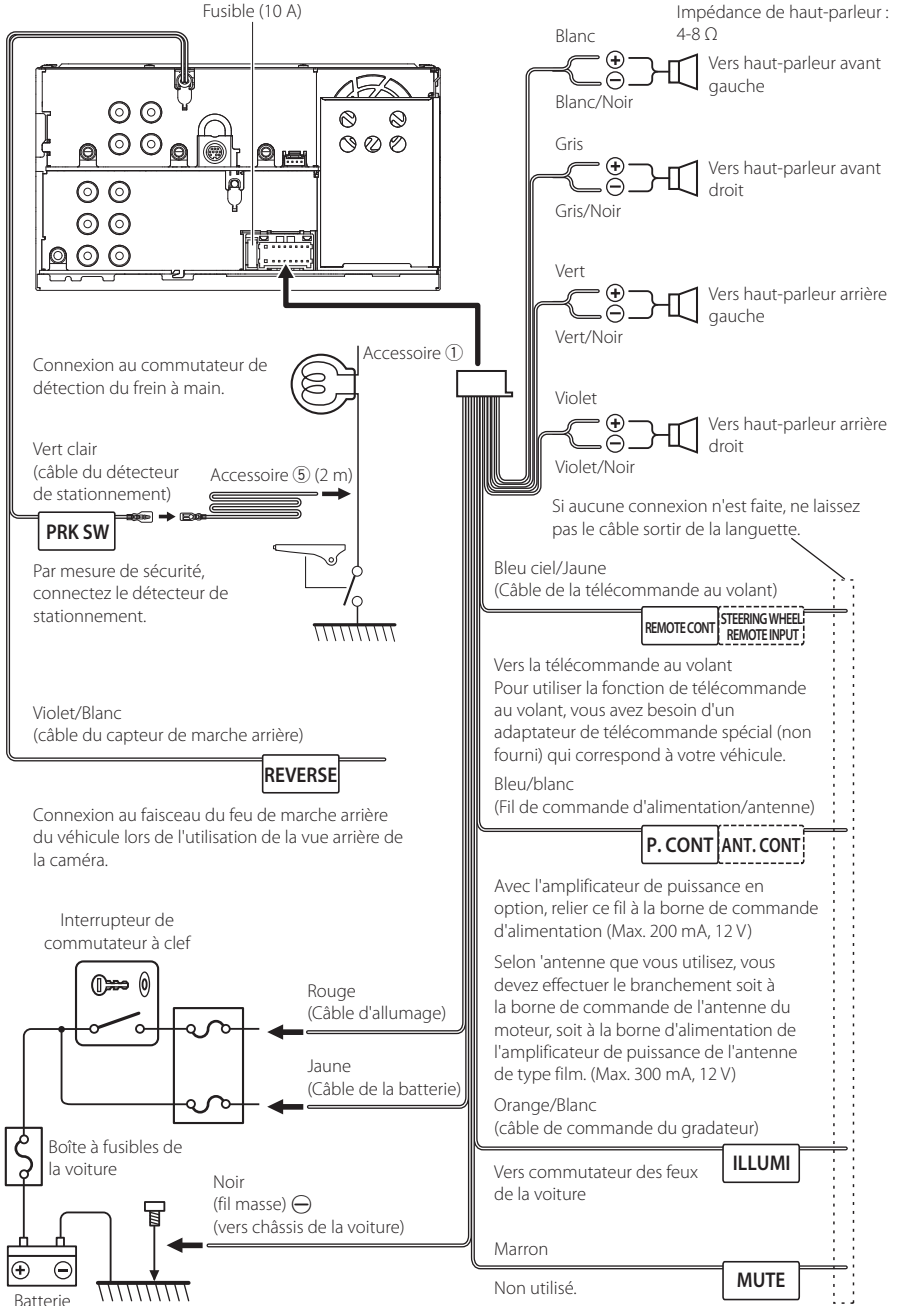 Fusible (10 A)
Impédance de haut-parleur :
4-8 Ω
Blanc
⊕
⊖
Blanc/Noir
Vers haut-parleur avant
gauche
Gris
⊕
⊖
Gris/Noir
Vers haut-parleur avant
droit
Vert
⊕
⊖
Vert/Noir
Vers haut-parleur arrière
gauche
Violet
⊕
⊖
Violet/Noir
Vers haut-parleur arrière
droit
Connexion au commutateur de
détection du frein à main.
Accessoire ①
Vert clair
(câble du détecteur
de stationnement)
Accessoire ⑤ (2 m)
PRK SW
Par mesure de sécurité,
connectez le détecteur de
stationnement.
Si aucune connexion n'est faite, ne laissez
pas le câble sortir de la languette.
Bleu ciel/Jaune
(Câble de la télécommande au volant)
REMOTE CONT
STEERING WHEEL
REMOTE INPUT
Vers la télécommande au volant
Pour utiliser la fonction de télécommande
au volant, vous avez besoin d'un
adaptateur de télécommande spécial (non
fourni) qui correspond à votre véhicule.
Violet/Blanc
(câble du capteur de marche arrière)
REVERSE
Connexion au faisceau du feu de marche arrière
du véhicule lors de l'utilisation de la vue arrière de
la caméra.
Bleu/blanc
(Fil de commande d'alimentation/antenne)
P. CONT
ANT. CONT
Avec l'amplificateur de puissance en
option, relier ce fil à la borne de commande
d'alimentation (Max. 200 mA, 12 V)
Selon 'antenne que vous utilisez, vous
devez effectuer le branchement soit à
la borne de commande de l'antenne du
moteur, soit à la borne d'alimentation de
l'amplificateur de puissance de l'antenne
de type film. (Max. 300 mA, 12 V)
Interrupteur de
commutateur à clef
Rouge
(Câble d'allumage)
Jaune
(Câble de la batterie)
Boîte à fusibles de
la voiture
Noir
(fil masse) ⊖
(vers châssis de la voiture)
⊕
⊖
Batterie
Orange/Blanc
(câble de commande du gradateur)
ILLUMI
Vers commutateur des feux
de la voiture
Marron
MUTE
Non utilisé.